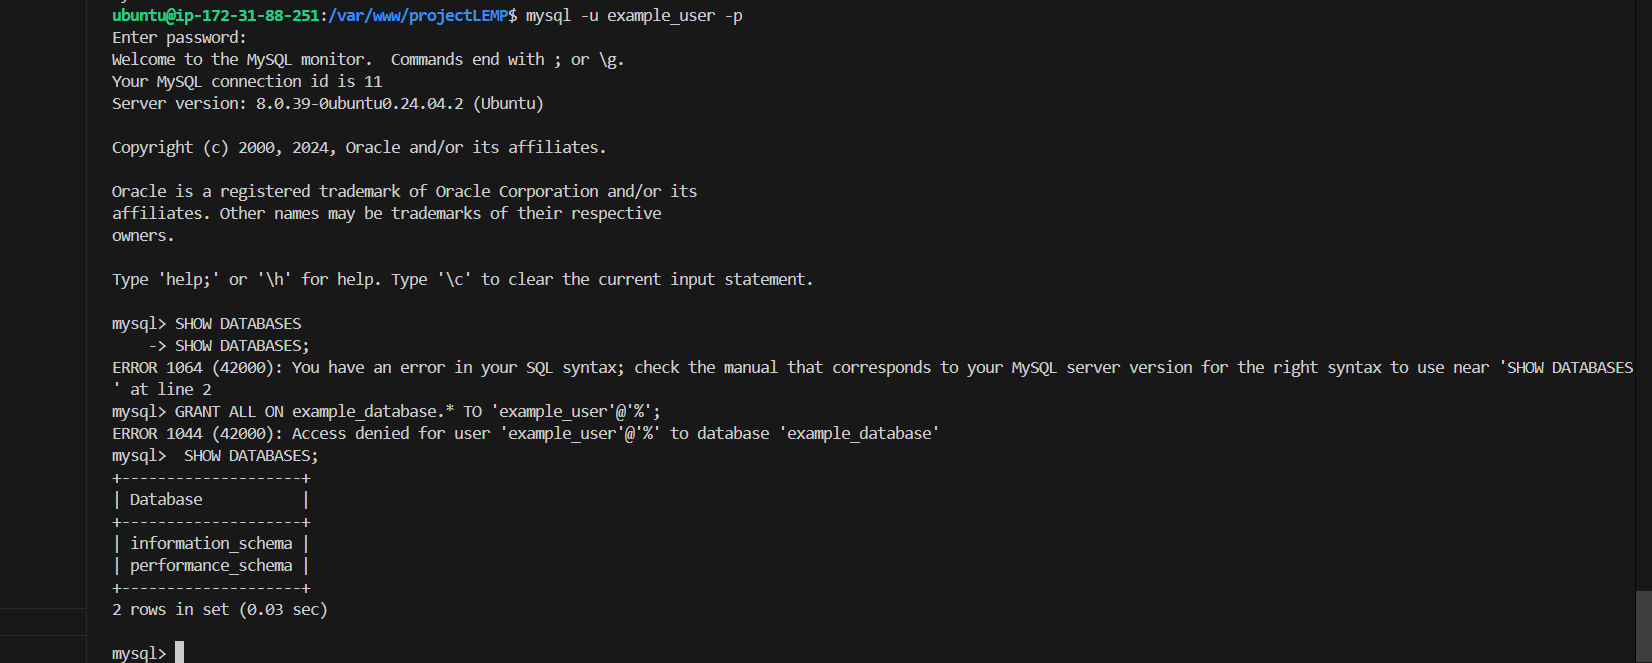 ubuntu@ip-172-31-88-251:/var/www/projectLEMP$ mysql -u example_user -p
Enter password:
Welcome to the MySQL monitor.  Commands end with ; or \g.
Your MySQL connection id is 11
Server version: 8.0.39-0ubuntu0.24.04.2 (Ubuntu)

Copyright (c) 2000, 2024, Oracle and/or its affiliates.

Oracle is a registered trademark of Oracle Corporation and/or its
affiliates. Other names may be trademarks of their respective
owners.

Type 'help;' or '\h' for help. Type '\c' to clear the current input statement.

mysql> SHOW DATABASES
    -> SHOW DATABASES;
ERROR 1064 (42000): You have an error in your SQL syntax; check the manual that corresponds to your MySQL server version for the right syntax to use near 'SHOW DATABASES
' at line 2
mysql> GRANT ALL ON example_database.* TO 'example_user'@'%';
ERROR 1044 (42000): Access denied for user 'example_user'@'%' to database 'example_database'
mysql>  SHOW DATABASES;
+--------------------+
| Database           |
+--------------------+
| information_schema |
| performance_schema |
+--------------------+
2 rows in set (0.03 sec)

mysql>